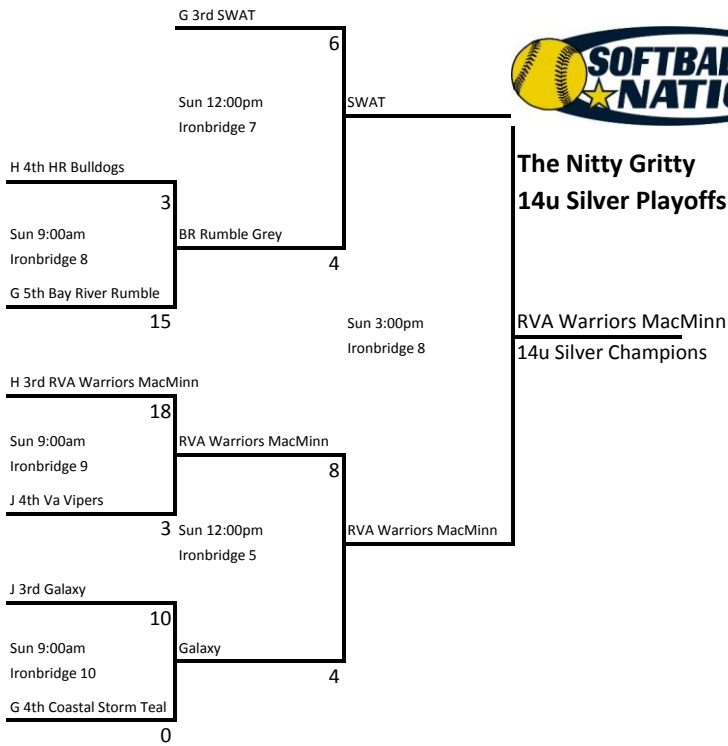 G 3rd SWAT
6
Sun 12:00pm
Ironbridge 7
SWAT
The Nitty Gritty
14u Silver Playoffs
H 4th HR Bulldogs
3
Sun 9:00am
Ironbridge 8
BR Rumble Grey
4
G 5th Bay River Rumble
15
Sun 3:00pm
Ironbridge 8
RVA Warriors MacMinn
14u Silver Champions
H 3rd RVA Warriors MacMinn
18
Sun 9:00am
Ironbridge 9
RVA Warriors MacMinn
8
J 4th Va Vipers
3
Sun 12:00pm
Ironbridge 5
RVA Warriors MacMinn
J 3rd Galaxy
10
Sun 9:00am
Ironbridge 10
Galaxy
4
G 4th Coastal Storm Teal
0